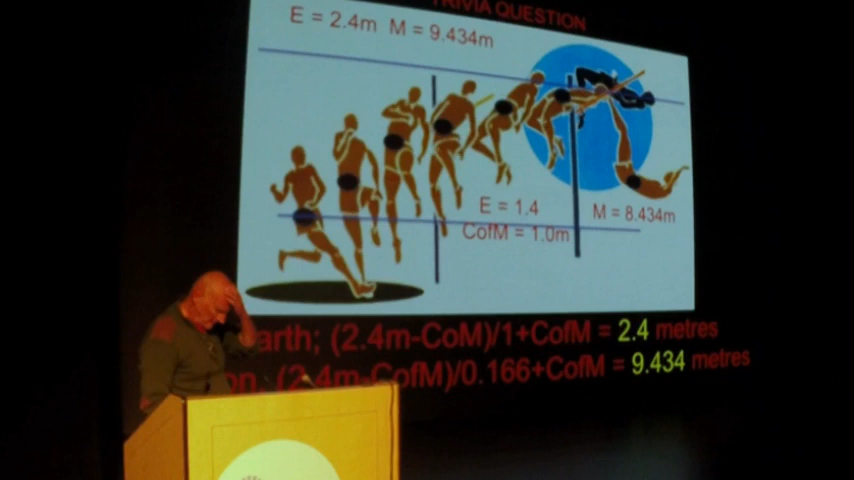 TRIVIA QUESTION
E = 2.4m M = 9.434m
E = 1.4
M = 8.434m
CofM = 1.0m
arth; (2.4m-CoM)/1+CofM = 2.4 metres
on, (2.4m-CofM)/0.166+CofM = 9.434 metres